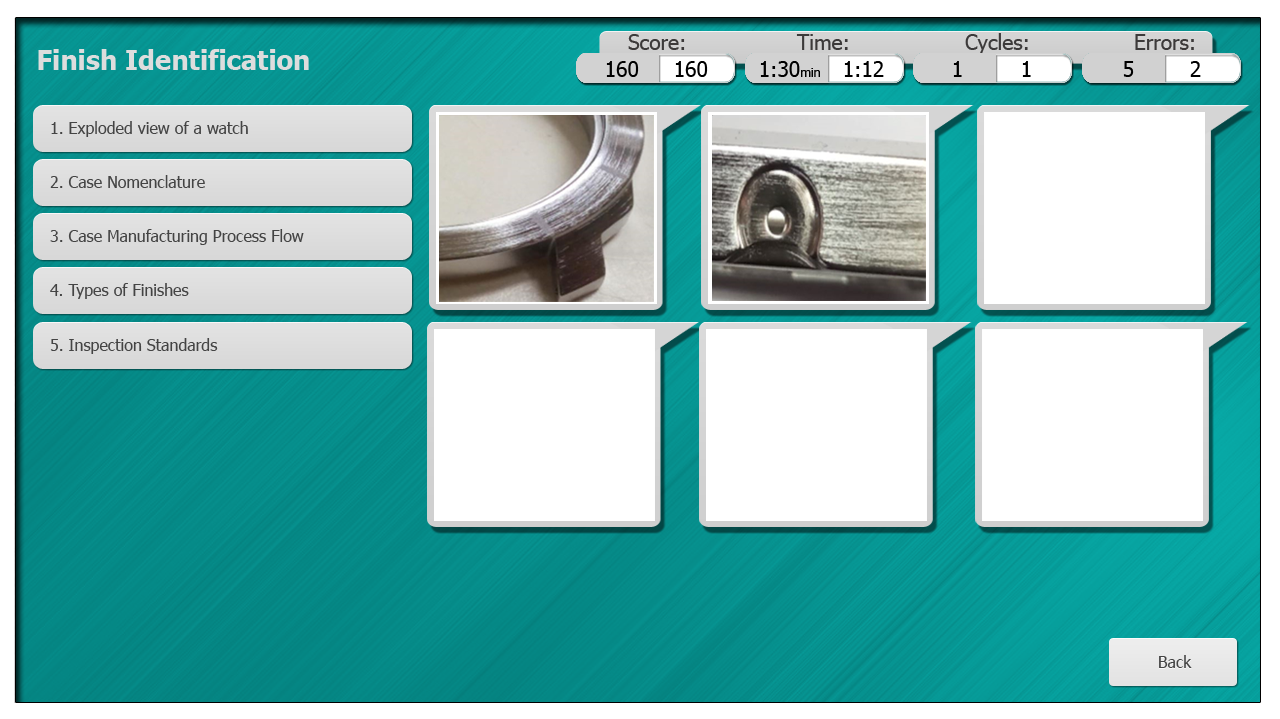 Finish Identification
Score: Time: Cycles: Errors:
160 160 1:30min 1:12 1 1 5 2
1. Exploded view of a watch
2. Case Nomenclature
3. Case Manufacturing Process Flow
4. Types of Finishes
5. Inspection Standards
Back